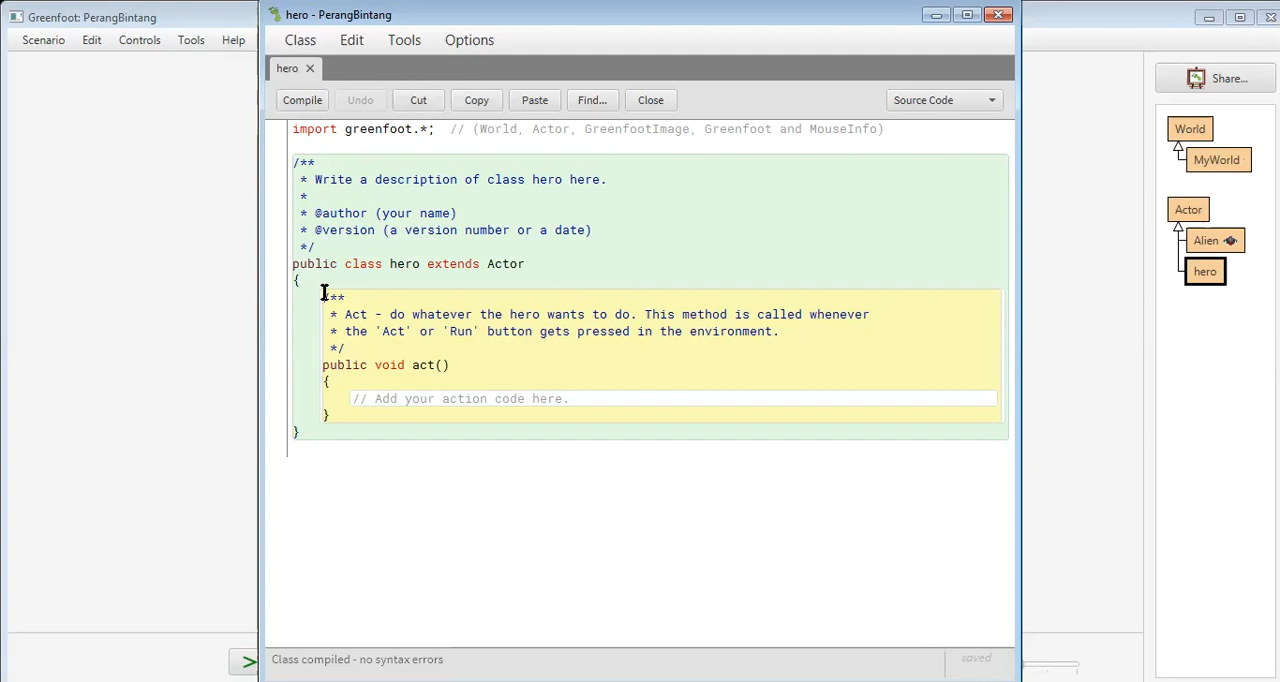 Greenfoot: PerangBintang
Scenario Edit Controls Tools Help
hero - PerangBintang
Class Edit Tools Options
hero
Compile Undo Cut Copy Paste Find... Close Source Code
import greenfoot.*;  // (World, Actor, GreenfootImage, Greenfoot and MouseInfo)
/**
 * Write a description of class hero here.
 *
 * @author (your name)
 * @version (a version number or a date)
 */
public class hero extends Actor
{
/**
 * Act - do whatever the hero wants to do. This method is called whenever
 * the 'Act' or 'Run' button gets pressed in the environment.
 */
public void act()
{
// Add your action code here.
}
}
Class compiled - no syntax errors
saved
Share...
World
MyWorld
Actor
Alien
hero